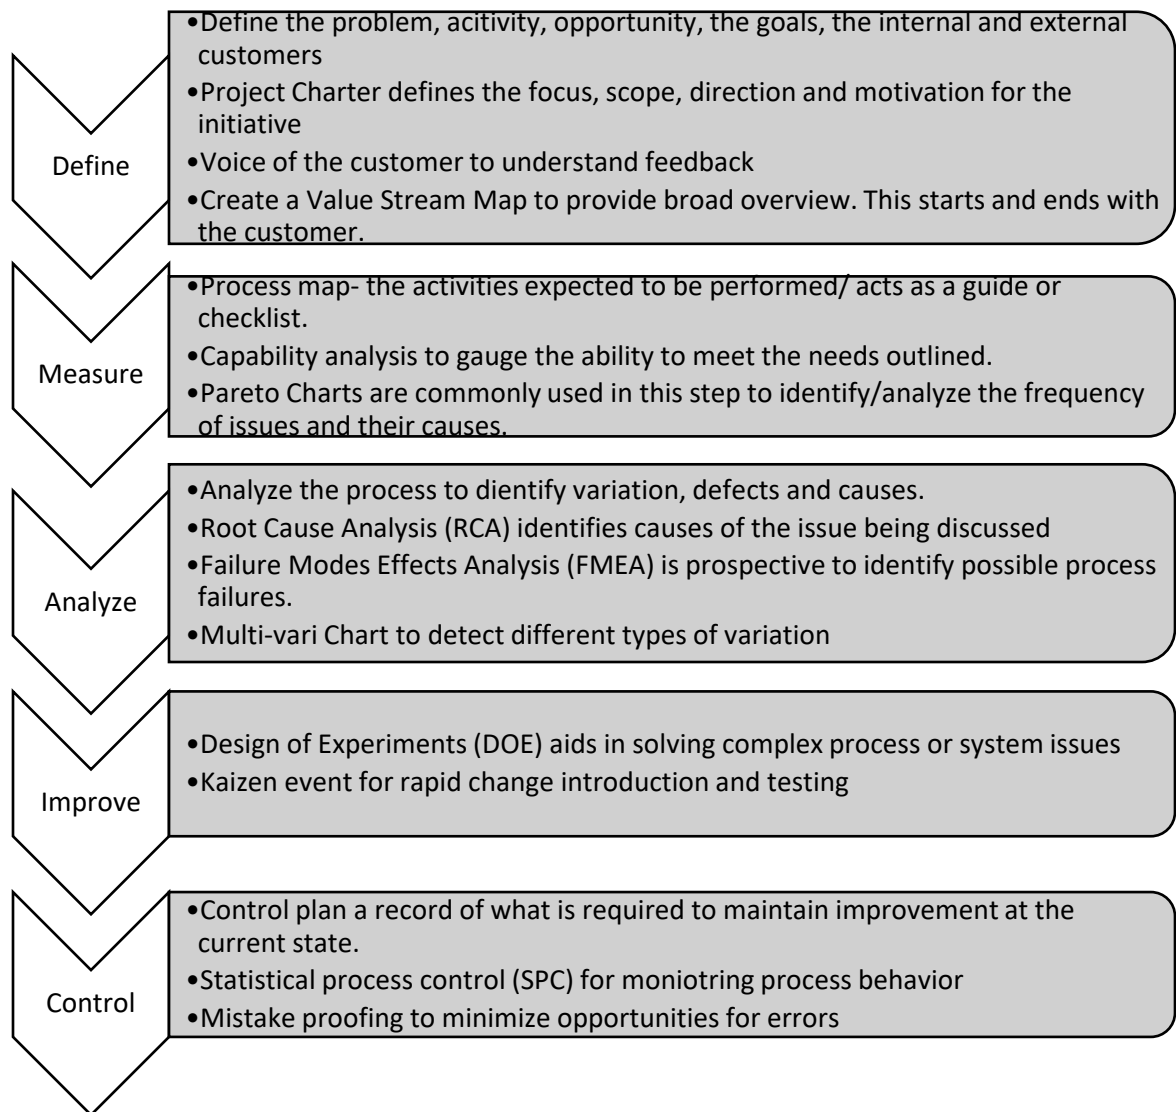 Define
•Define the problem, acitivity, opportunity, the goals, the internal and external
customers
•Project Charter defines the focus, scope, direction and motivation for the
initiative
•Voice of the customer to understand feedback
•Create a Value Stream Map to provide broad overview. This starts and ends with
the customer.
Measure
•Process map- the activities expected to be performed/ acts as a guide or
checklist.
•Capability analysis to gauge the ability to meet the needs outlined.
•Pareto Charts are commonly used in this step to identify/analyze the frequency
of issues and their causes.
Analyze
•Analyze the process to dientify variation, defects and causes.
•Root Cause Analysis (RCA) identifies causes of the issue being discussed
•Failure Modes Effects Analysis (FMEA) is prospective to identify possible process
failures.
•Multi-vari Chart to detect different types of variation
Improve
•Design of Experiments (DOE) aids in solving complex process or system issues
•Kaizen event for rapid change introduction and testing
Control
•Control plan a record of what is required to maintain improvement at the
current state.
•Statistical process control (SPC) for moniotring process behavior
•Mistake proofing to minimize opportunities for errors